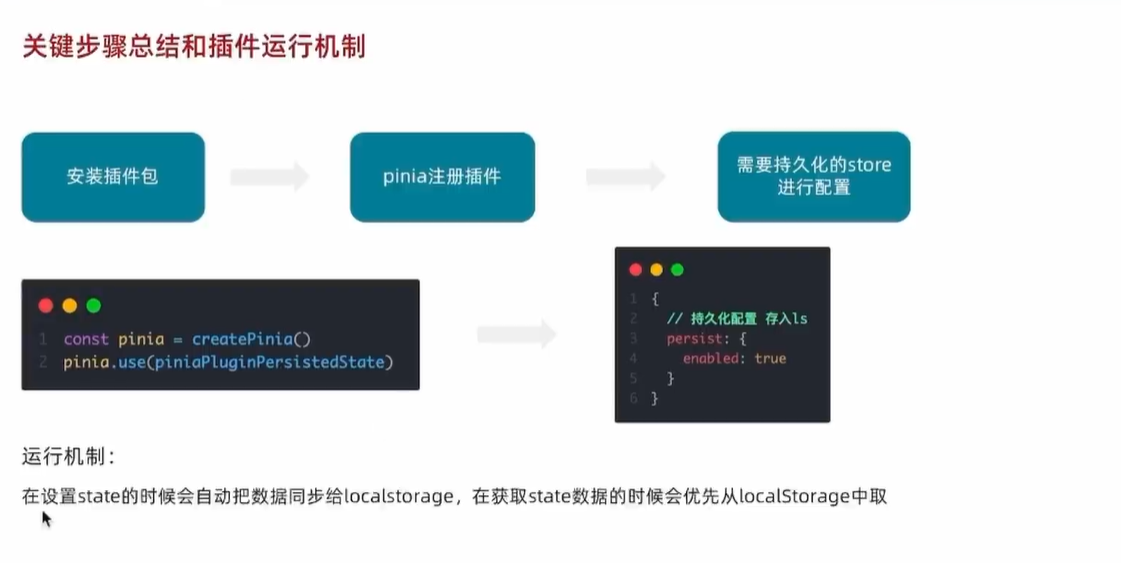 关键步骤总结和插件运行机制
安装插件包
pinia注册插件
需要持久化的store
进行配置
1 const pinia = createPinia()
2 pinia.use(piniaPluginPersistedState)
1 {
2 // 持久化配置 存入ls
3 persist: {
4 enabled: true
5 }
6 }
运行机制：
在设置state的时候会自动把数据同步给localstorage，在获取state数据的时候会优先从localStorage中取